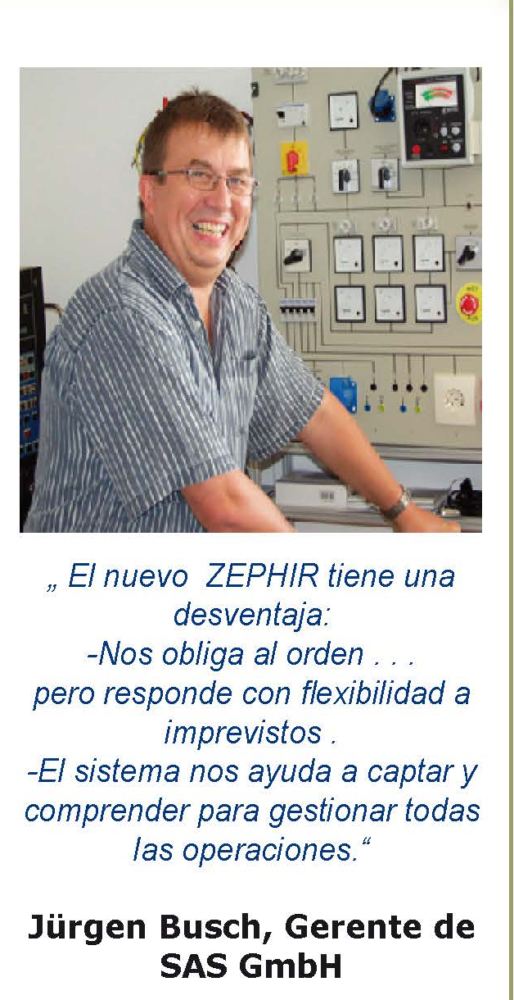 „ El nuevo ZEPHIR tiene una
desventaja:
-Nos obliga al orden . . .
pero responde con flexibilidad a
imprevistos .
-El sistema nos ayuda a captar y
comprender para gestionar todas
las operaciones.“
Jürgen Busch, Gerente de
SAS GmbH